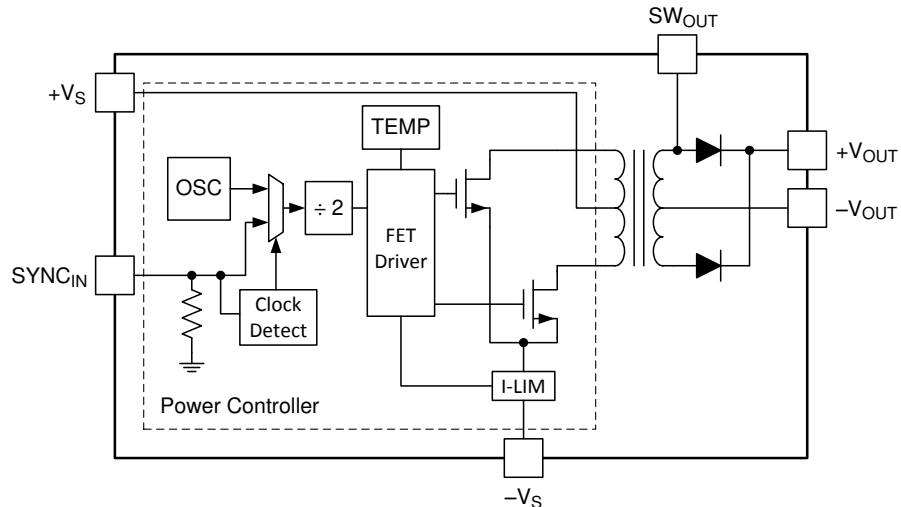 SWOUT
+VS
TEMP
+VOUT
OSC
÷ 2
–VOUT
FET
Driver
SYNCIN
Clock
Detect
I-LIM
Power Controller
–VS